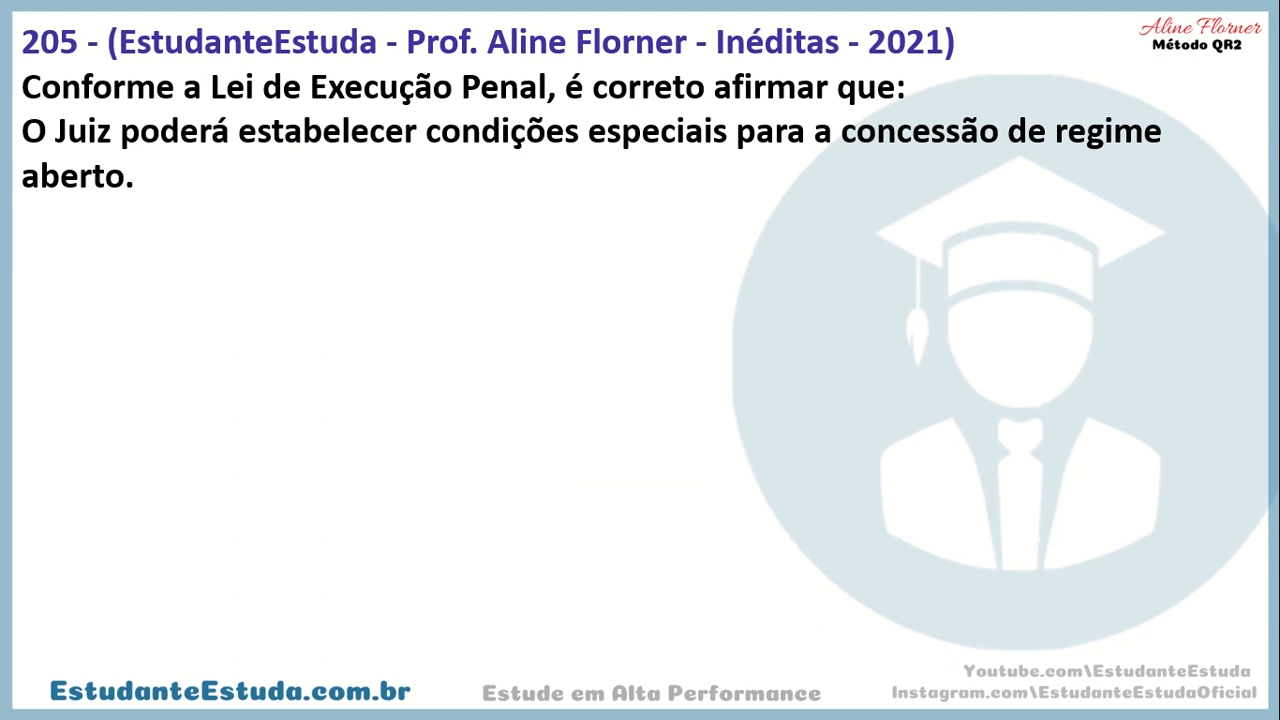 Aline Florner
Método QR2
205 - (EstudanteEstuda - Prof. Aline Florner - Inéditas - 2021)
Conforme a Lei de Execução Penal, é correto afirmar que:
O Juiz poderá estabelecer condições especiais para a concessão de regime
aberto.
Youtube.com\EstudanteEstuda
EstudanteEstuda.com.br
Estude em Alta Performance
Instagram.com\EstudanteEstudaOficial